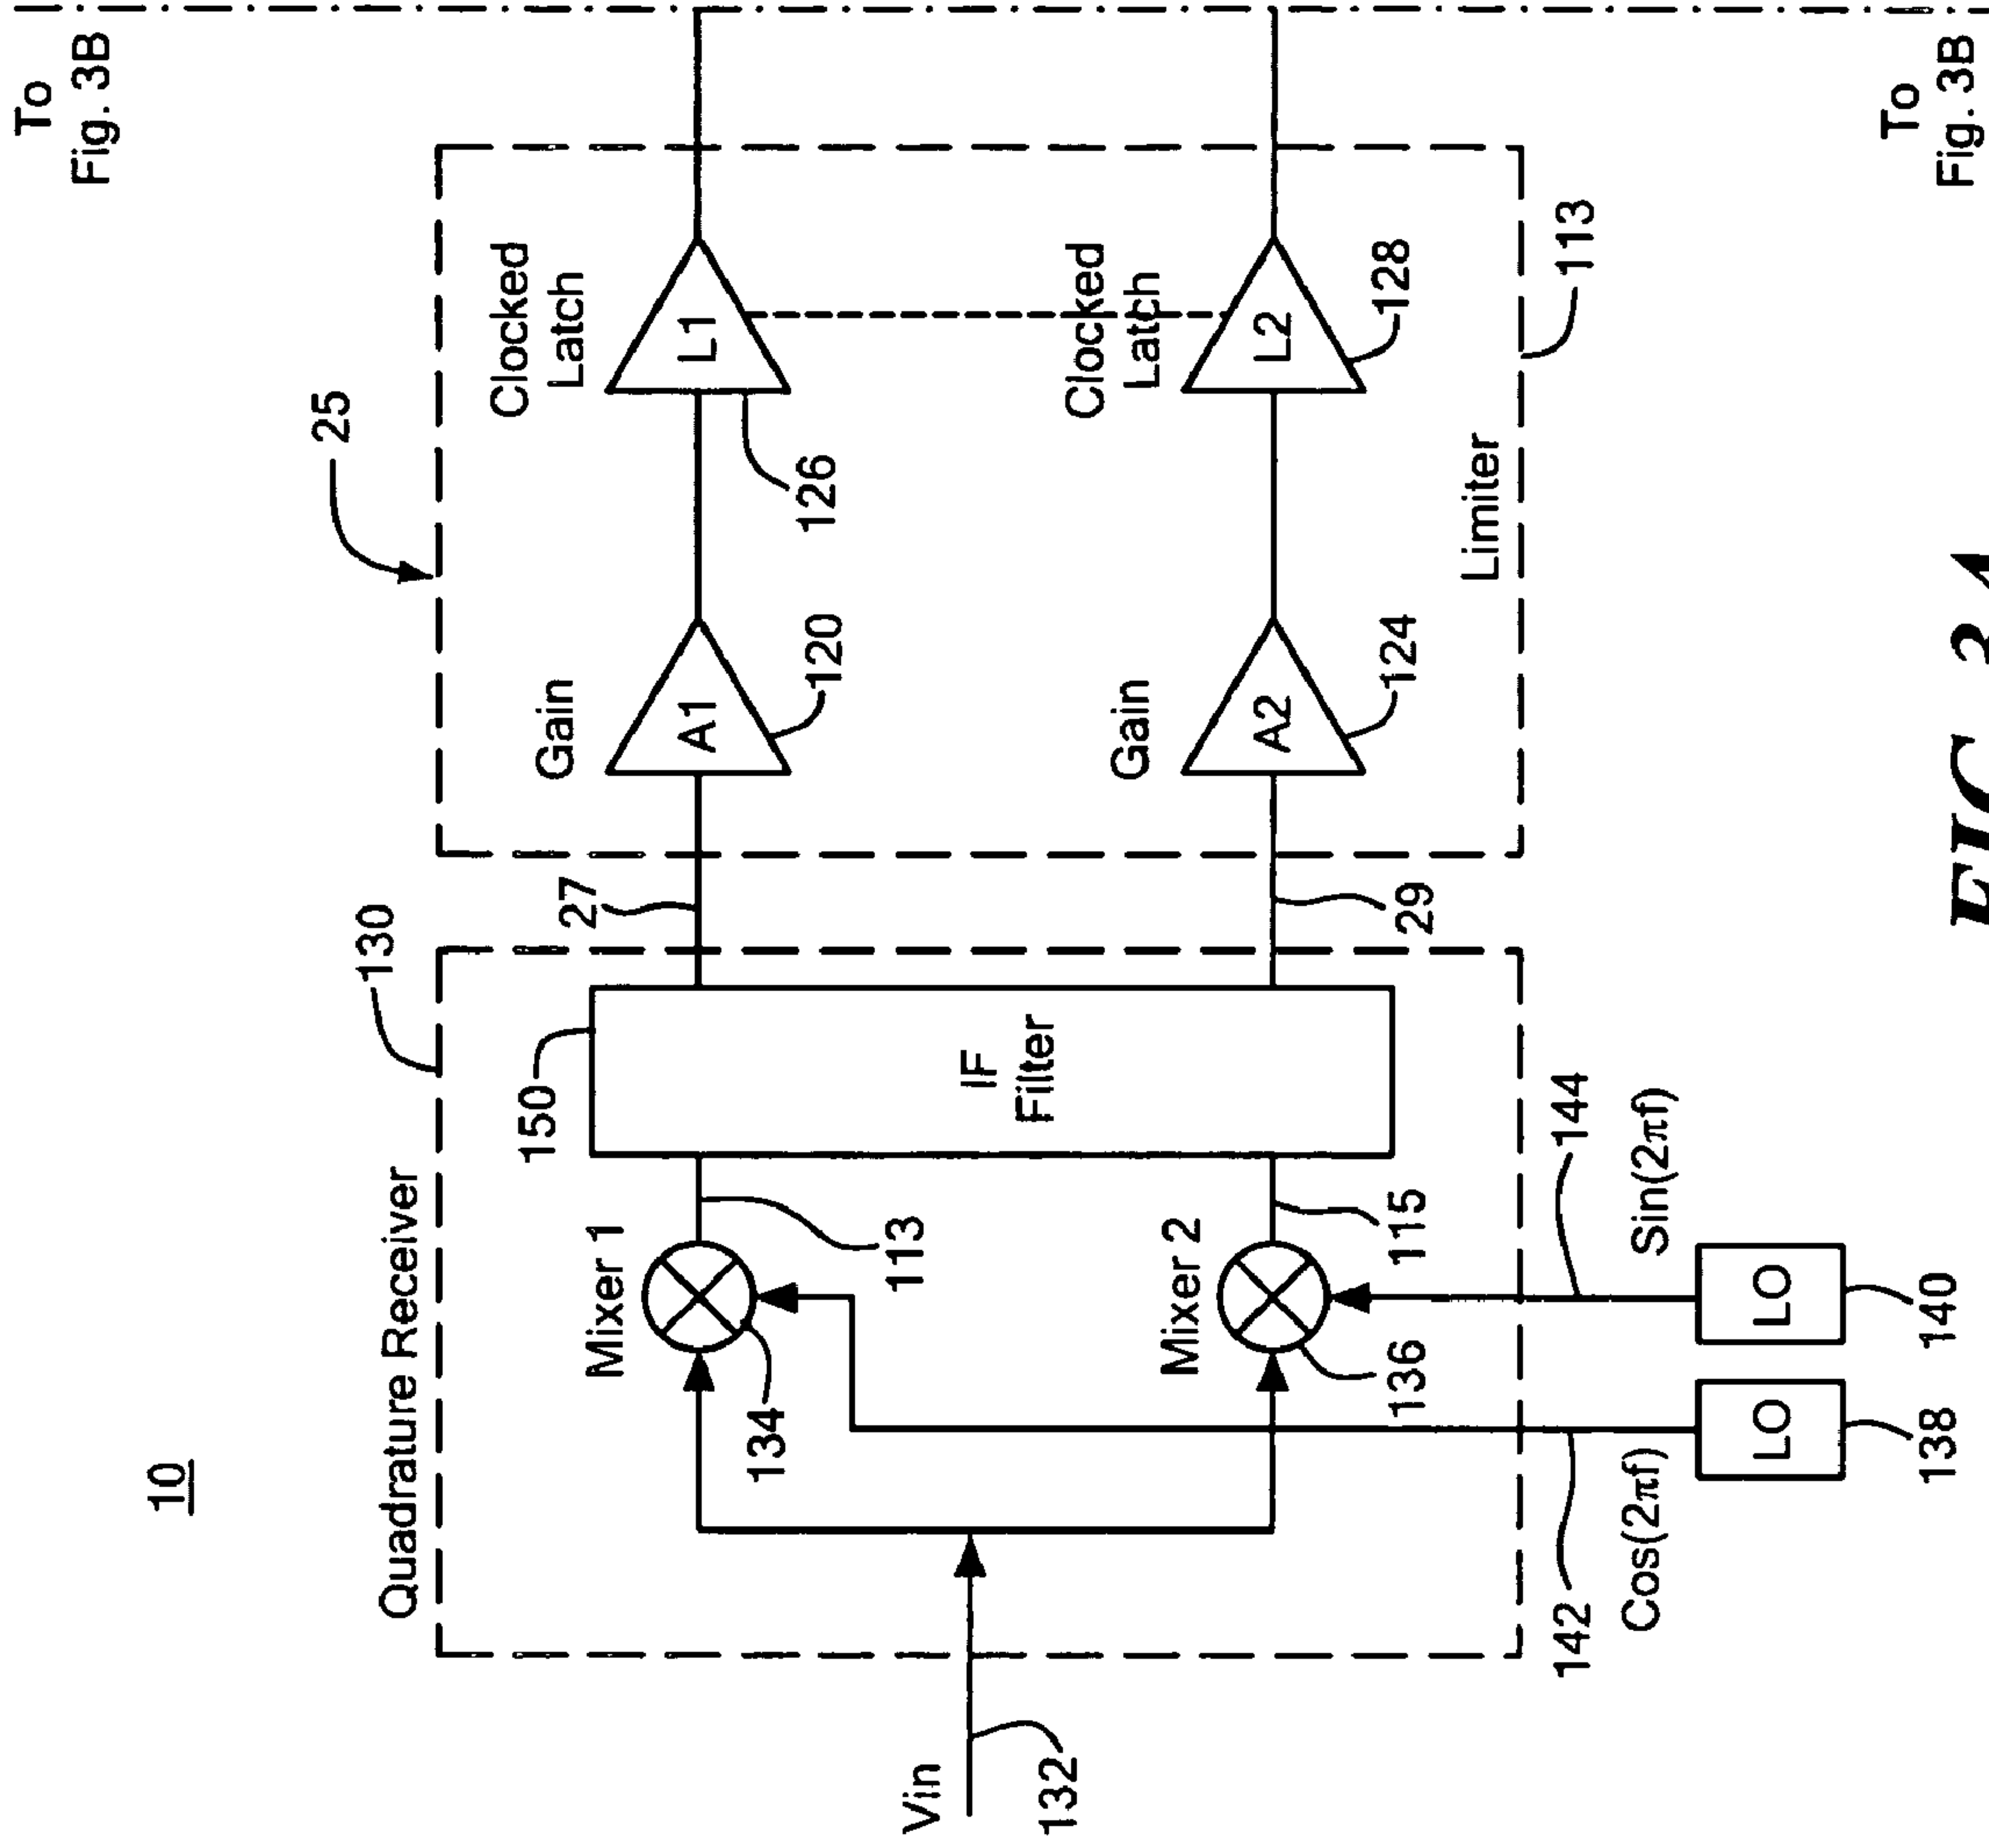 10
To
Fig. 3B
25
130
Quadrature Receiver
150
27
Gain
Clocked
Latch
Mixer 1
134
113
IF
Filter
A1
120
L1
126
Vin
132
Mixer 2
136
115
29
Gain
A2
124
Clocked
Latch
L2
128
Limiter
113
142
Cos(2πf)
144
Sin(2πf)
LO
138
LO
140
To
Fig. 3B
FIG. 3A